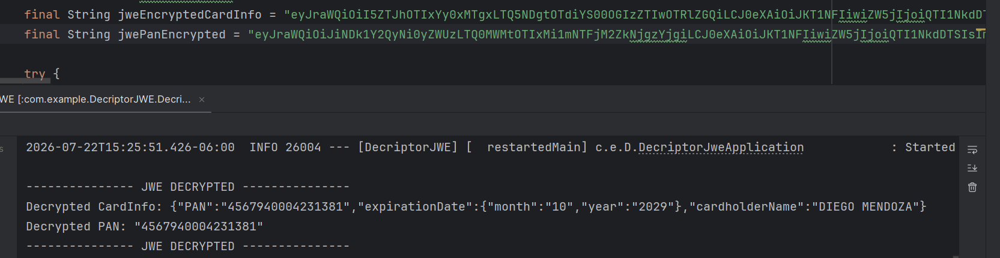 final String jweEncryptedCardInfo = "eyJraWQiOiI5ZTJhOTIxYy0xMTgxLTQ5NDgtOTdiYS00OGIzZTIwOTRlZGQiLCJ0eXAiOiJKT1NFIiwiZW5jIjoiQTI1NkdDT
final String jwePanEncrypted = "eyJraWQiOiJiNDk1Y2QyNi0yZWUzLTQ0MWMtOTIxMi1mNTFjM2ZkNjgzYjgiLCJ0eXAiOiJKT1NFIiwiZW5jIjoiQTI1NkdDTSIsIm
try {
WE [:com.example.DecriptorJWE.Decri... ×
s
2026-07-22T15:25:51.426-06:00  INFO 26004 --- [DecriptorJWE] [  restartedMain] c.e.D.DecriptorJweApplication            : Started
--------------- JWE DECRYPTED ---------------
Decrypted CardInfo: {"PAN":"4567940004231381","expirationDate":{"month":"10","year":"2029"},"cardholderName":"DIEGO MENDOZA"}
Decrypted PAN: "4567940004231381"
--------------- JWE DECRYPTED ---------------